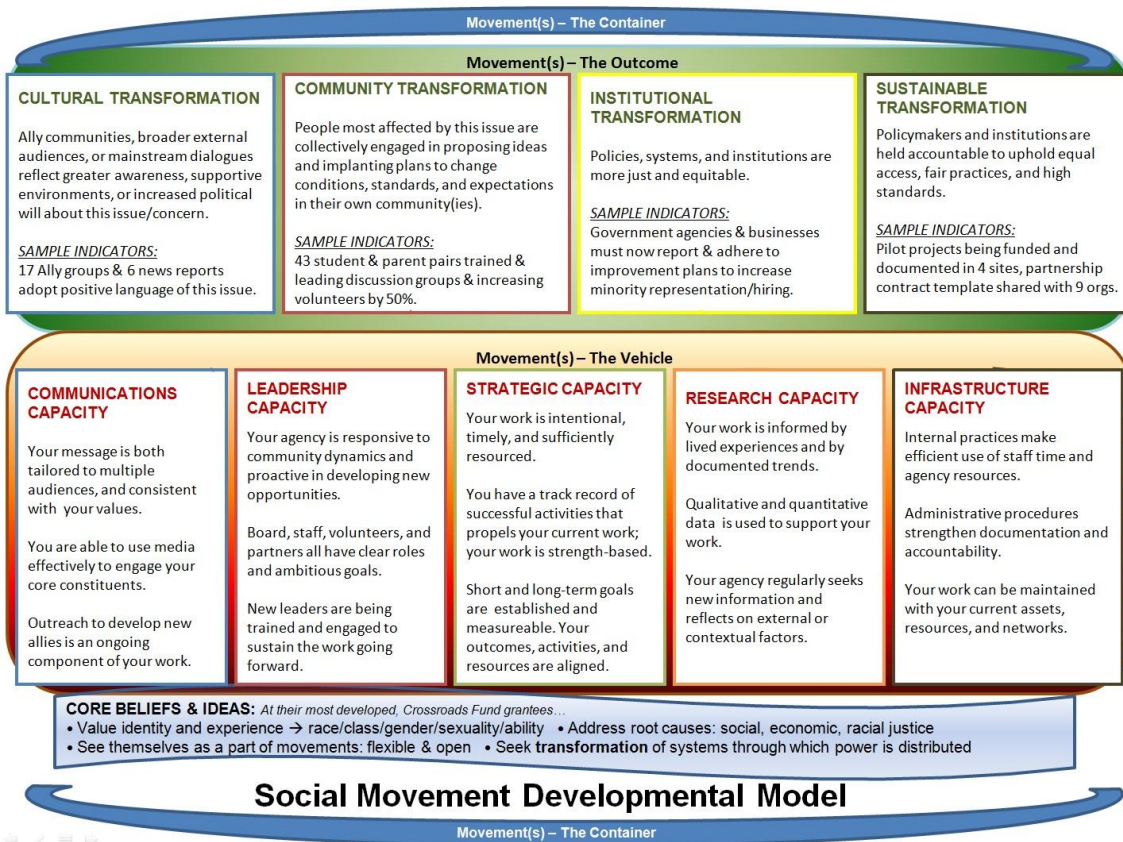 Movement(s) – The Container
Movement(s) – The Outcome
CULTURAL TRANSFORMATION
Ally communities, broader external
audiences, or mainstream dialogues
reflect greater awareness, supportive
environments, or increased political
will about this issue/concern.
SAMPLE INDICATORS:
17 Ally groups & 6 news reports
adopt positive language of this issue.
COMMUNITY TRANSFORMATION
People most affected by this issue are
collectively engaged in proposing ideas
and implanting plans to change
conditions, standards, and expectations
in their own community(ies).
SAMPLE INDICATORS:
43 student & parent pairs trained &
leading discussion groups & increasing
volunteers by 50%.
INSTITUTIONAL
TRANSFORMATION
Policies, systems, and institutions are
more just and equitable.
SAMPLE INDICATORS:
Government agencies & businesses
must now report & adhere to
improvement plans to increase
minority representation/hiring.
SUSTAINABLE
TRANSFORMATION
Policymakers and institutions are
held accountable to uphold equal
access, fair practices, and high
standards.
SAMPLE INDICATORS:
Pilot projects being funded and
documented in 4 sites, partnership
contract template shared with 9 orgs.
Movement(s) – The Vehicle
COMMUNICATIONS
CAPACITY
Your message is both
tailored to multiple
audiences, and consistent
with your values.
You are able to use media
effectively to engage your
core constituents.
Outreach to develop new
allies is an ongoing
component of your work.
LEADERSHIP
CAPACITY
Your agency is responsive to
community dynamics and
proactive in developing new
opportunities.
Board, staff, volunteers, and
partners all have clear roles
and ambitious goals.
New leaders are being
trained and engaged to
sustain the work going
forward.
STRATEGIC CAPACITY
Your work is intentional,
timely, and sufficiently
resourced.
You have a track record of
successful activities that
propels your current work;
your work is strength-based.
Short and long-term goals
are established and
measureable. Your
outcomes, activities, and
resources are aligned.
RESEARCH CAPACITY
Your work is informed by
lived experiences and by
documented trends.
Qualitative and quantitative
data is used to support your
work.
Your agency regularly seeks
new information and
reflects on external or
contextual factors.
INFRASTRUCTURE
CAPACITY
Internal practices make
efficient use of staff time and
agency resources.
Administrative procedures
strengthen documentation and
accountability.
Your work can be maintained
with your current assets,
resources, and networks.
CORE BELIEFS & IDEAS: At their most developed, Crossroads Fund grantees…
• Value identity and experience → race/class/gender/sexuality/ability • Address root causes: social, economic, racial justice
• See themselves as a part of movements: flexible & open • Seek transformation of systems through which power is distributed
Social Movement Developmental Model
Movement(s) – The Container